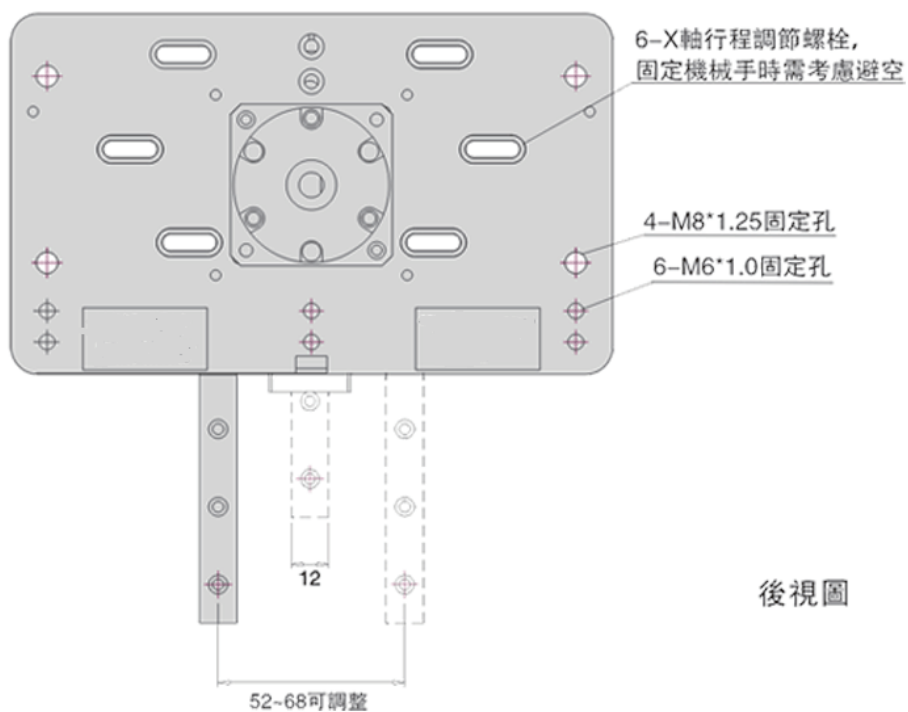 6-X軸行程調節螺栓,
固定機械手時需考慮避空
4-M8*1.25固定孔
6-M6*1.0固定孔
12
後視圖
52~68可調整